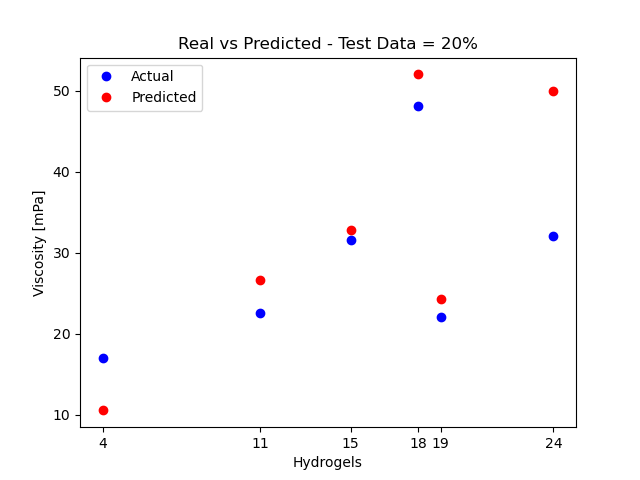 Real vs Predicted - Test Data = 20%
Actual
Predicted
50
40
30
20
10
Viscosity [mPa]
4 11 15 18 19 24
Hydrogels